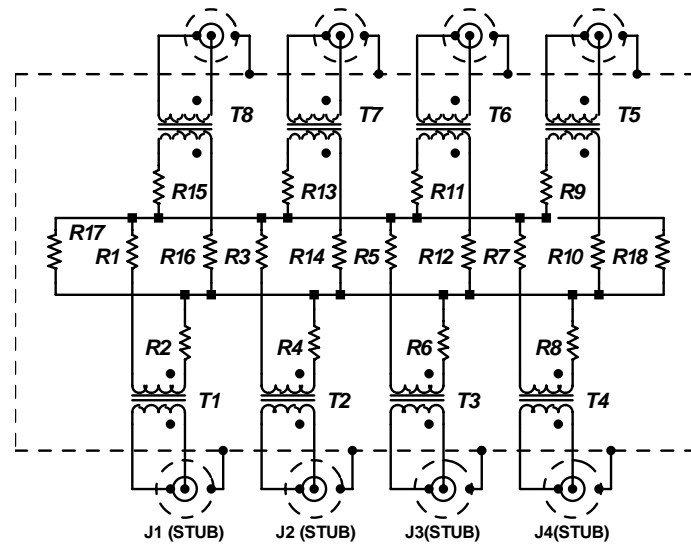 T8 T7 T6 T5
R15 R13 R11 R9
R17 R1 R16 R3 R14 R5 R12 R7 R10 R18
R2 R4 R6 R8
T1 T2 T3 T4
J1 (STUB) J2 (STUB) J3(STUB) J4(STUB)